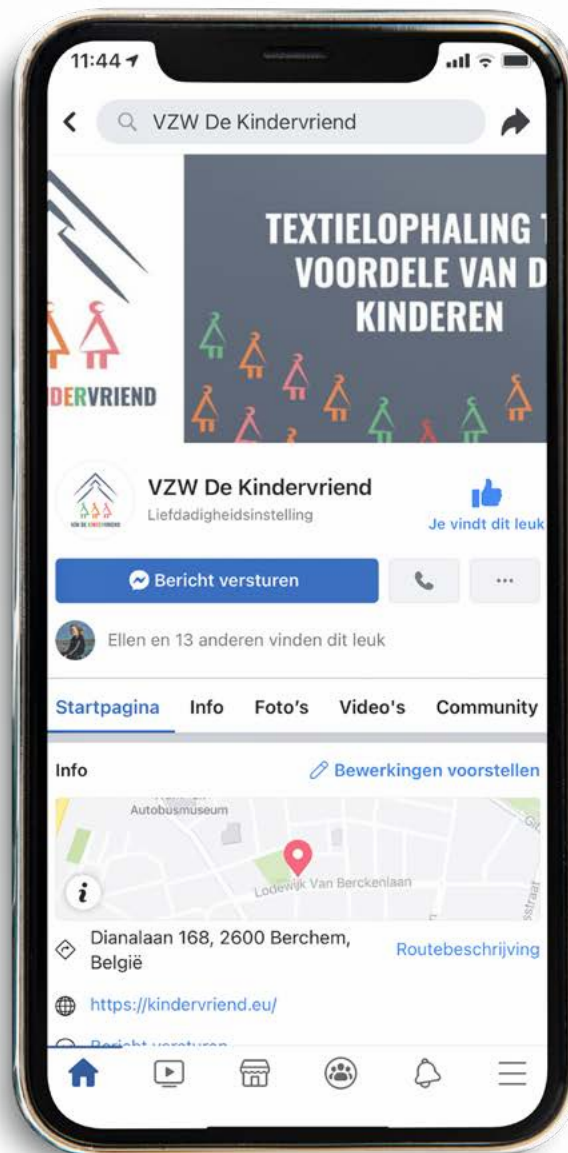 11:44
VZW De Kindervriend
TEXTIELOPHALING
VOORDELE VAN D
KINDEREN
DERVRIEND
VZW De Kindervriend
Liefdadigheidsinstelling
Je vindt dit leuk
Bericht versturen
Ellen en 13 anderen vinden dit leuk
Startpagina Info Foto's Video's Community
Info
Bewerkingen voorstellen
Autobusmuseum
Lodewijk Van Berckenlaan
Dianalaan 168, 2600 Berchem,
België
Routebeschrijving
https://kindervriend.eu/
Bericht versturen